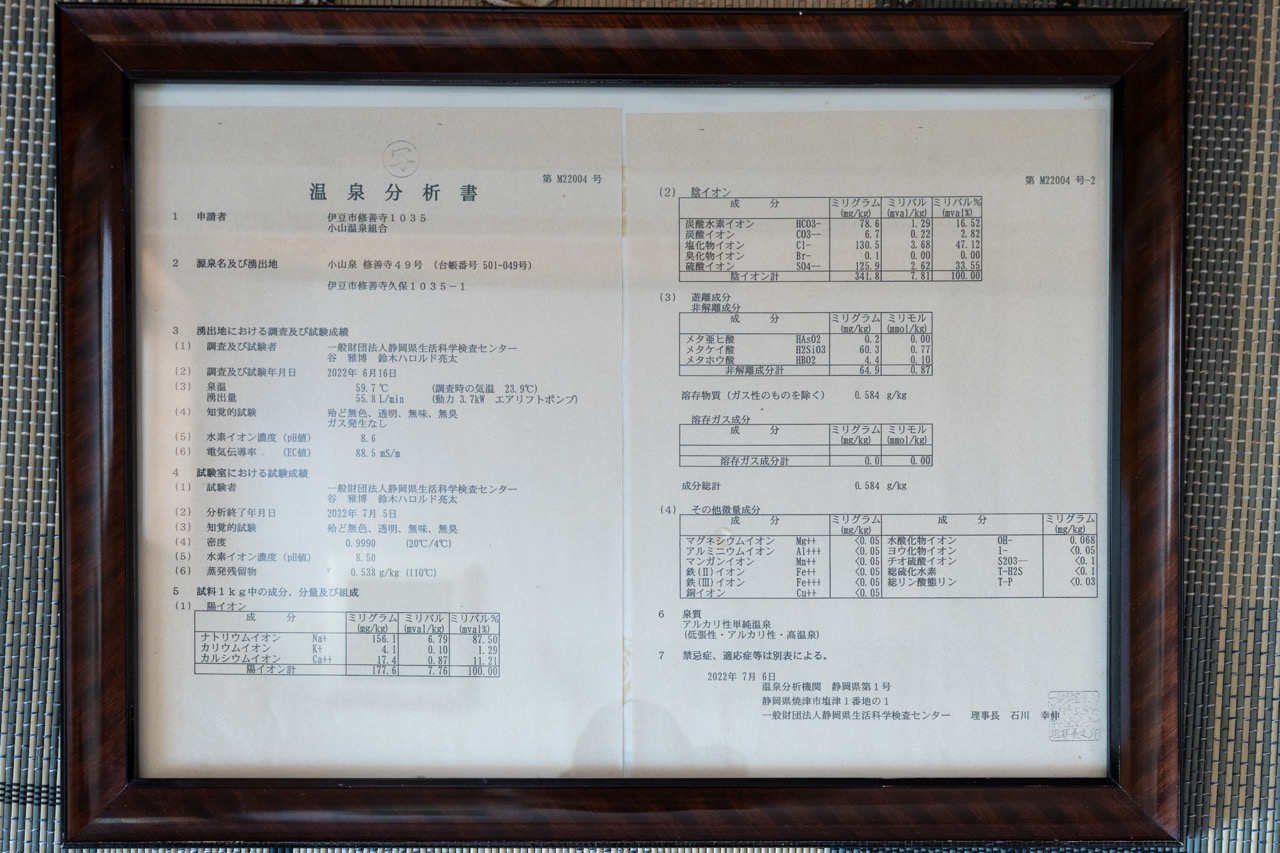 温泉分析書
第 M22004 号
1 申請者 伊豆市修善寺1035
小山温泉組合
2 源泉名及び湧出地 小山泉 修善寺49号 (台帳番号 501-049号)
伊豆市修善寺久保1035-1
3 湧出地における調査及び試験成績
(1) 調査及び試験者 一般財団法人静岡県生活科学検査センター
谷 雅博 鈴木ハロルド亮太
(2) 調査及び試験年月日 2022年 6月16日
(3) 泉温 59.7 ℃ (調査時の気温 23.9℃)
湧出量 55.8 L/min (動力 3.7kW エアリフトポンプ)
(4) 知覚的試験 殆ど無色、透明、無味、無臭
ガス発生なし
(5) 水素イオン濃度 (pH値) 8.6
(6) 電気伝導率 (EC値) 88.5 mS/m
4 試験室における試験成績
(1) 試験者 一般財団法人静岡県生活科学検査センター
谷 雅博 鈴木ハロルド亮太
(2) 分析終了年月日 2022年 7月 5日
(3) 知覚的試験 殆ど無色、透明、無味、無臭
(4) 密度 0.9990 (20℃/4℃)
(5) 水素イオン濃度 (pH値) 8.50
(6) 蒸発残留物 0.538 g/kg (110℃)
5 試料1kg中の成分、分量及び組成
(1) 陽イオン
成 分 ミリグラム (mg/kg) ミリバル (mval/kg) ミリバル% (mval%)
ナトリウムイオン Na+ 156.1 6.79 87.50
カリウムイオン K+ 4.1 0.10 1.29
カルシウムイオン Ca++ 17.4 0.87 11.21
陽イオン計 177.6 7.76 100.00
第 M22004 号-2
(2) 陰イオン
成 分 ミリグラム (mg/kg) ミリバル (mval/kg) ミリバル% (mval%)
炭酸水素イオン HCO3- 78.6 1.29 16.52
炭酸イオン CO3-- 6.7 0.22 2.82
塩化物イオン Cl- 130.5 3.68 47.12
臭化物イオン Br- 0.1 0.00 0.00
硫酸イオン SO4-- 125.9 2.62 33.55
陰イオン計 341.8 7.81 100.00
(3) 遊離成分
非解離成分
成 分 ミリグラム (mg/kg) ミリモル (mmol/kg)
メタ亜ヒ酸 HAsO2 0.2 0.00
メタケイ酸 H2SiO3 60.3 0.77
メタホウ酸 HBO2 4.4 0.10
非解離成分計 64.9 0.87
溶存物質 (ガス性のものを除く) 0.584 g/kg
溶存ガス成分
成 分 ミリグラム (mg/kg) ミリモル (mmol/kg)
溶存ガス成分計 0.0 0.00
成分総計 0.584 g/kg
(4) その他微量成分
成 分 ミリグラム (mg/kg) 成 分 ミリグラム (mg/kg)
マグネシウムイオン Mg++ <0.05 水酸化物イオン OH- 0.068
アルミニウムイオン Al+++ <0.05 ヨウ化物イオン I- <0.05
マンガンイオン Mn++ <0.05 チオ硫酸イオン S2O3-- <0.1
鉄(Ⅱ)イオン Fe++ <0.05 総硫化水素 T-H2S <0.1
鉄(Ⅲ)イオン Fe+++ <0.05 総リン酸態リン T-P <0.03
銅イオン Cu++ <0.05
6 泉質
アルカリ性単純温泉
(低張性・アルカリ性・高温泉)
7 禁忌症、適応症等は別表による。
2022年 7月 6日
温泉分析機関 静岡県第1号
静岡県焼津市塩津1番地の1
一般財団法人静岡県生活科学検査センター 理事長 石川 幸伸